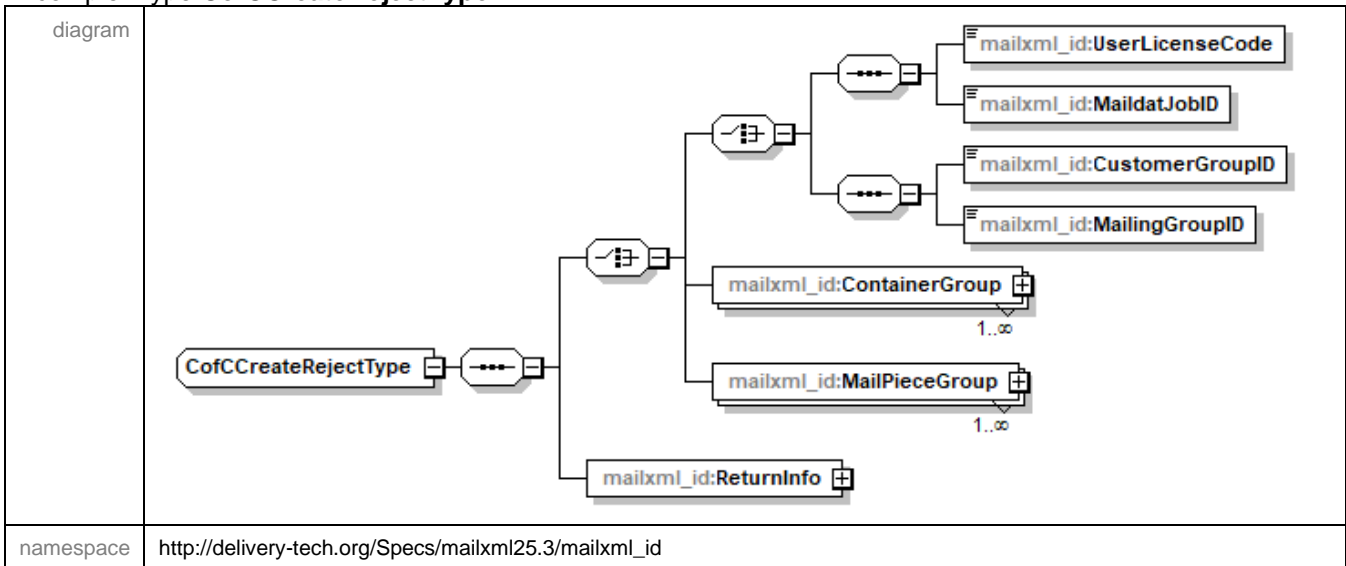 CofCCreateRejectType
diagram
mailxml_id:UserLicenseCode
mailxml_id:MaildatJobID
mailxml_id:CustomerGroupID
mailxml_id:MailingGroupID
mailxml_id:ContainerGroup
1..∞
CofCCreateRejectType
mailxml_id:MailPieceGroup
1..∞
mailxml_id:ReturnInfo
namespace http://delivery-tech.org/Specs/mailxml25.3/mailxml_id